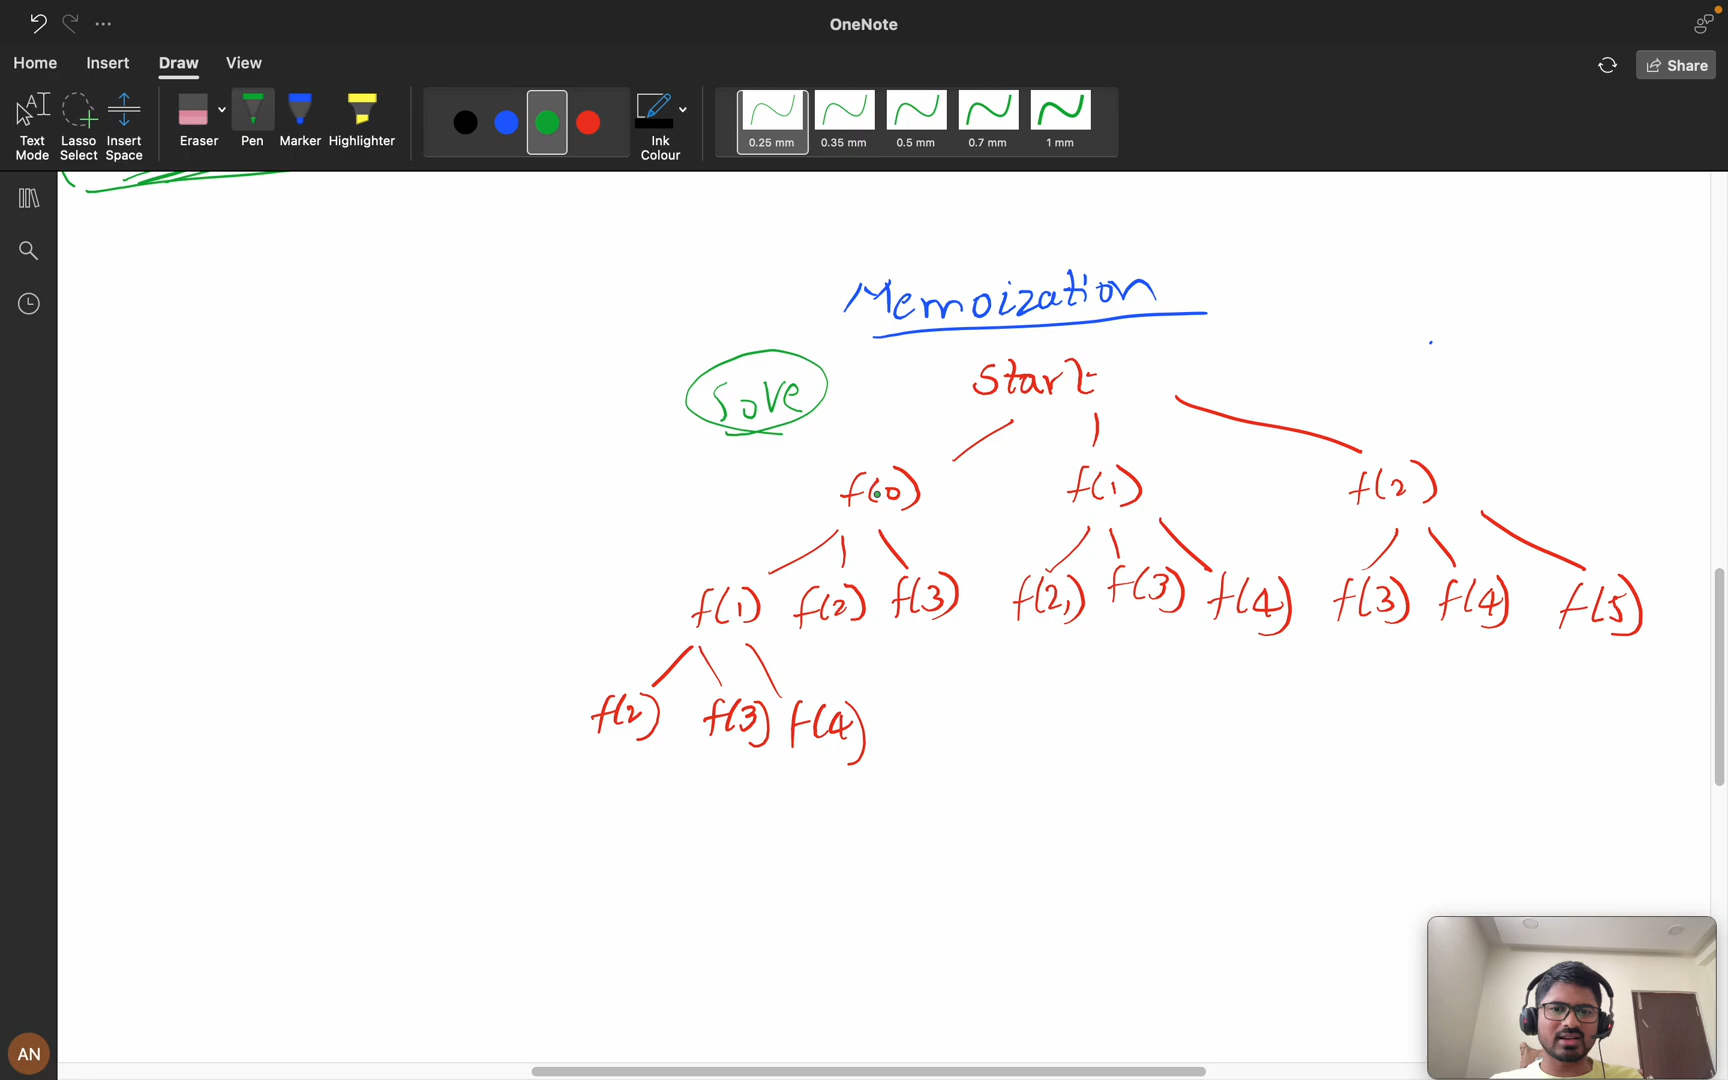 OneNote
Home Insert Draw View
Share
Text Mode
Lasso Select
Insert Space
Eraser
Pen
Marker
Highlighter
Ink Colour
0.25 mm
0.35 mm
0.5 mm
0.7 mm
1 mm
Memoization
Solve
Start
f(0) f(1) f(2)
f(1) f(2) f(3) f(2,) f(3) f(4) f(3) f(4) f(5)
f(2) f(3) f(4)
AN